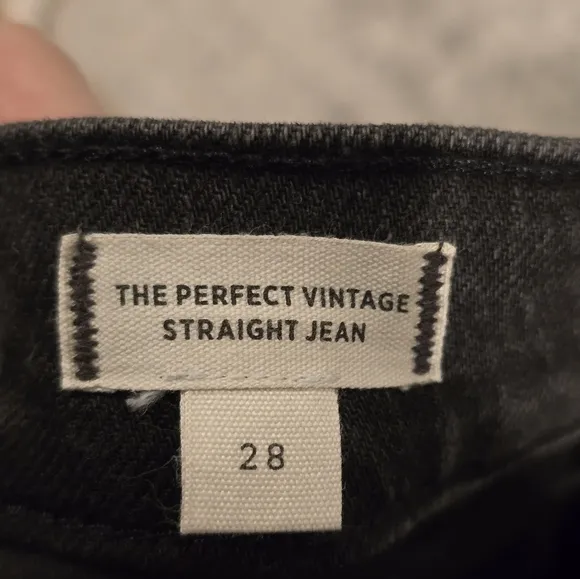 THE PERFECT VINTAGE
STRAIGHT JEAN
28